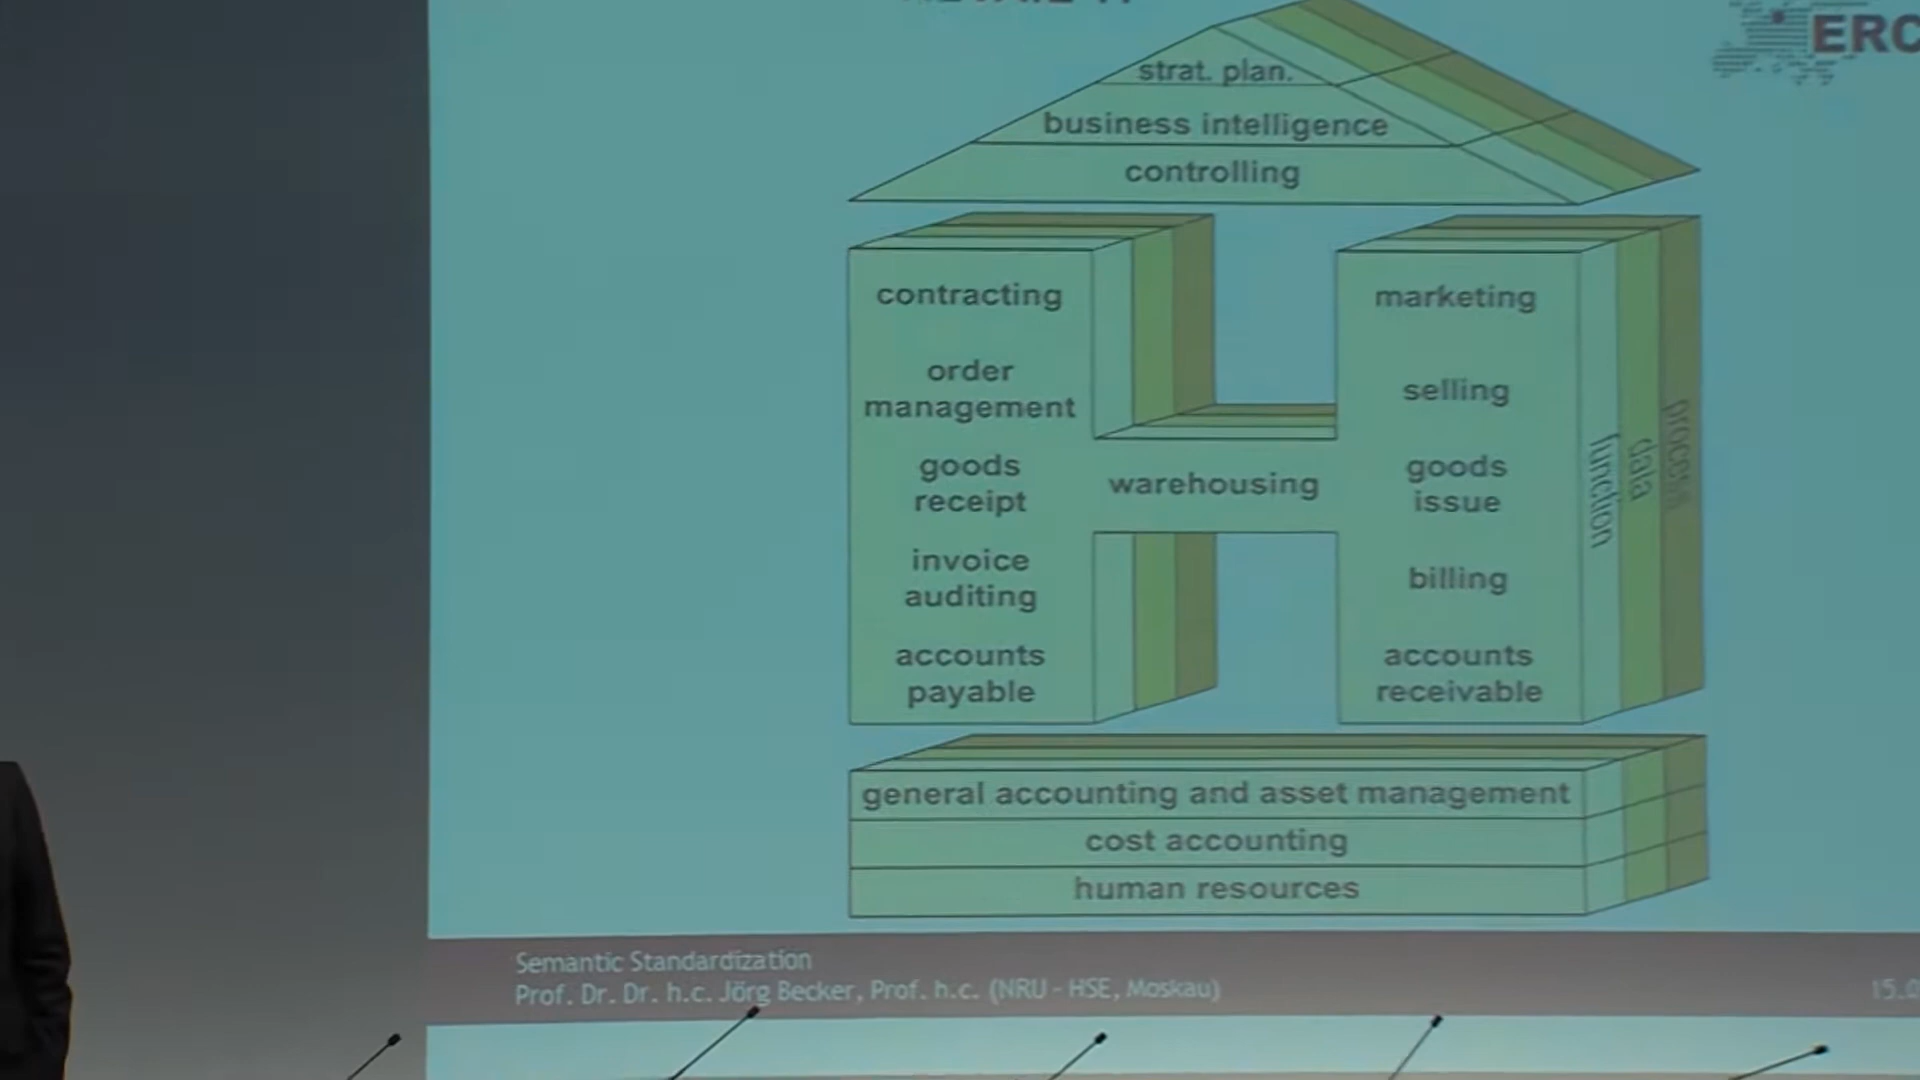 ERC
strat. plan.
business intelligence
controlling
contracting
order
management
goods
receipt
invoice
auditing
accounts
payable
warehousing
marketing
selling
goods
issue
billing
accounts
receivable
function
data
process
general accounting and asset management
cost accounting
human resources
Semantic Standardization
Prof. Dr. Dr. h.c. Jörg Becker, Prof. h.c. (NRU - HSE, Moskau)
15.0